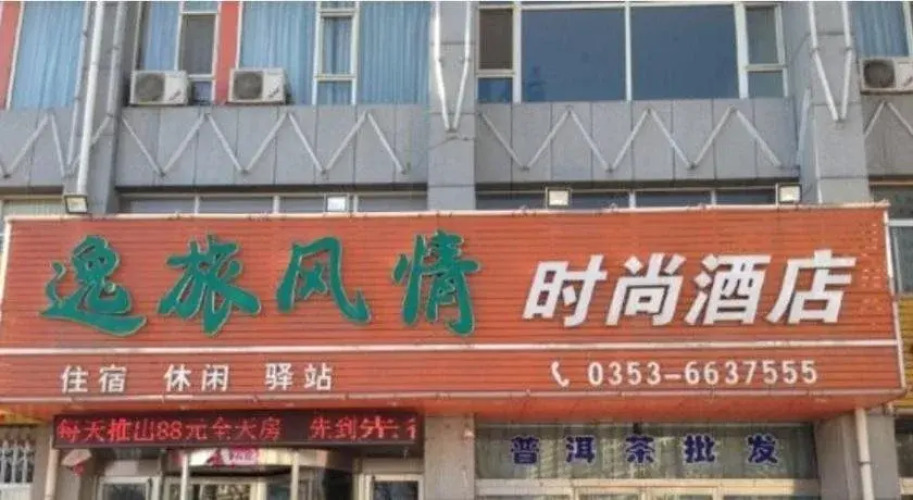 逸旅风情 时尚酒店
住宿 休闲 驿站 0353-6637555
每天推出88元全天房 先到先
普洱茶批发